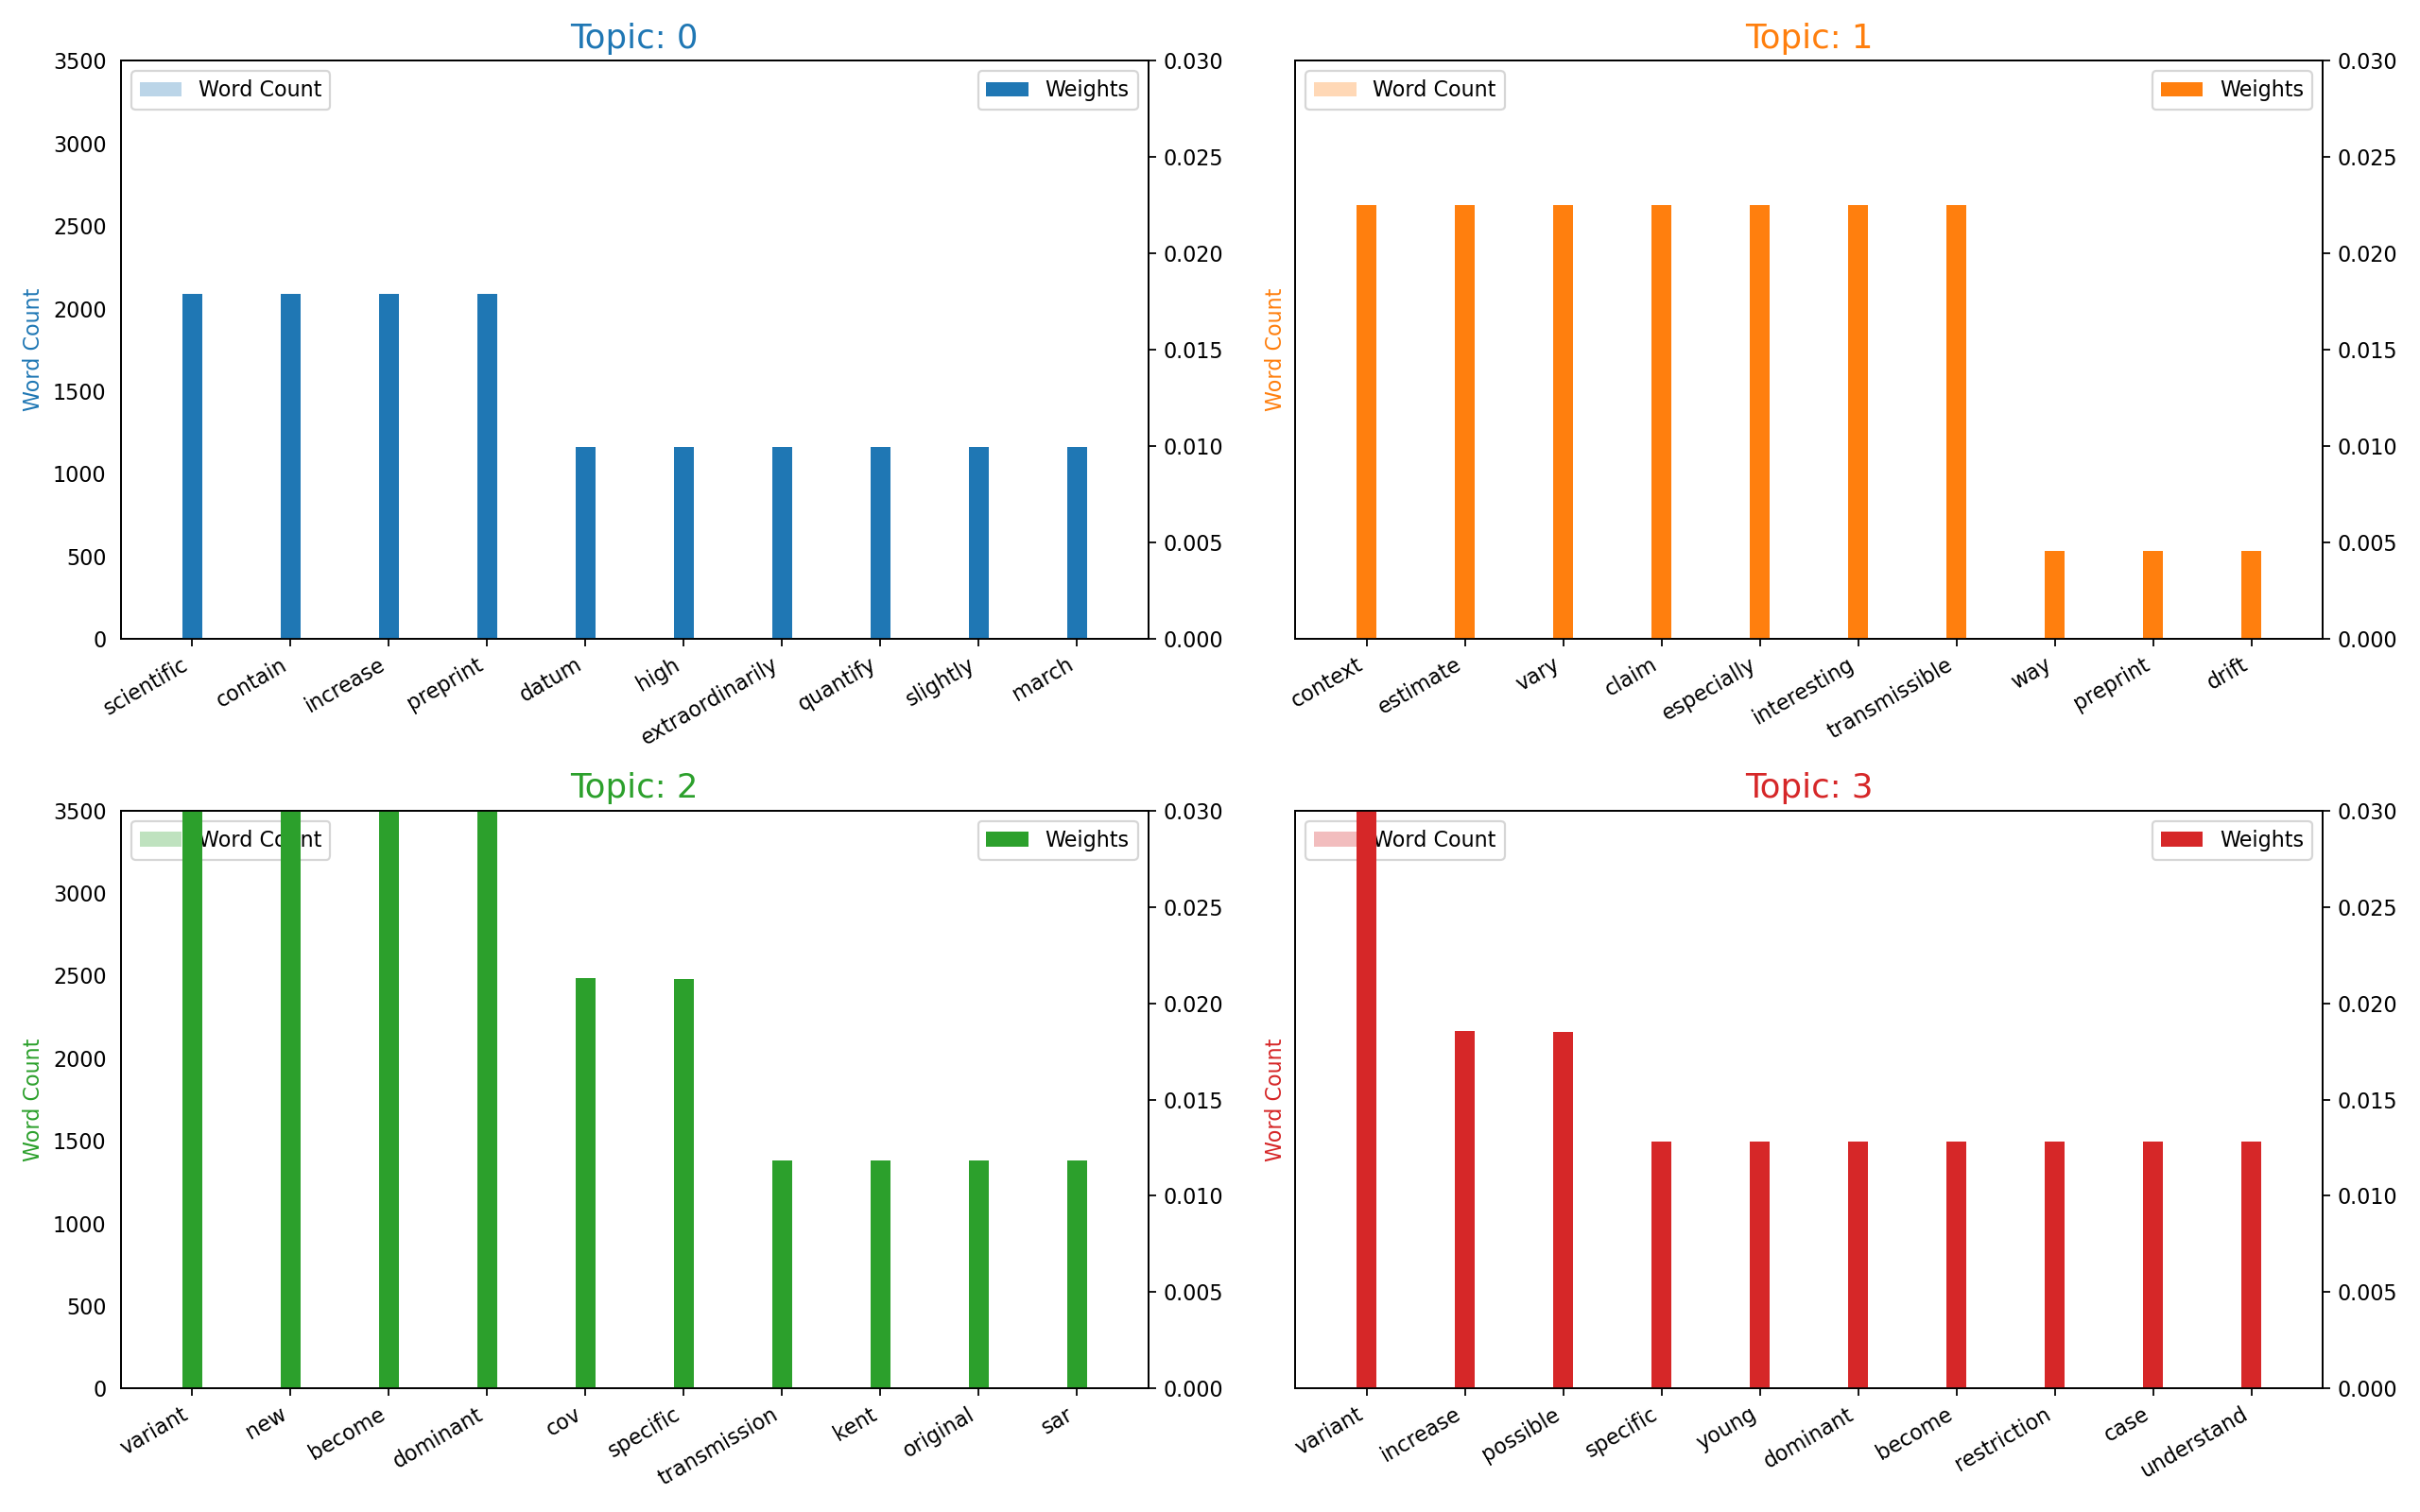 Topic: 0
Word Count
Weights
3500
3000
2500
2000
1500
1000
500
0
Word Count
0.030
0.025
0.020
0.015
0.010
0.005
0.000
scientific
contain
increase
preprint
datum
high
extraordinarily
quantify
slightly
march
Topic: 1
Word Count
Weights
Word Count
0.030
0.025
0.020
0.015
0.010
0.005
0.000
context
estimate
vary
claim
especially
interesting
transmissible
way
preprint
drift
Topic: 2
Word Count
Weights
3500
3000
2500
2000
1500
1000
500
0
Word Count
0.030
0.025
0.020
0.015
0.010
0.005
0.000
variant
new
become
dominant
cov
specific
transmission
kent
original
sar
Topic: 3
Word Count
Weights
Word Count
0.030
0.025
0.020
0.015
0.010
0.005
0.000
variant
increase
possible
specific
young
dominant
become
restriction
case
understand